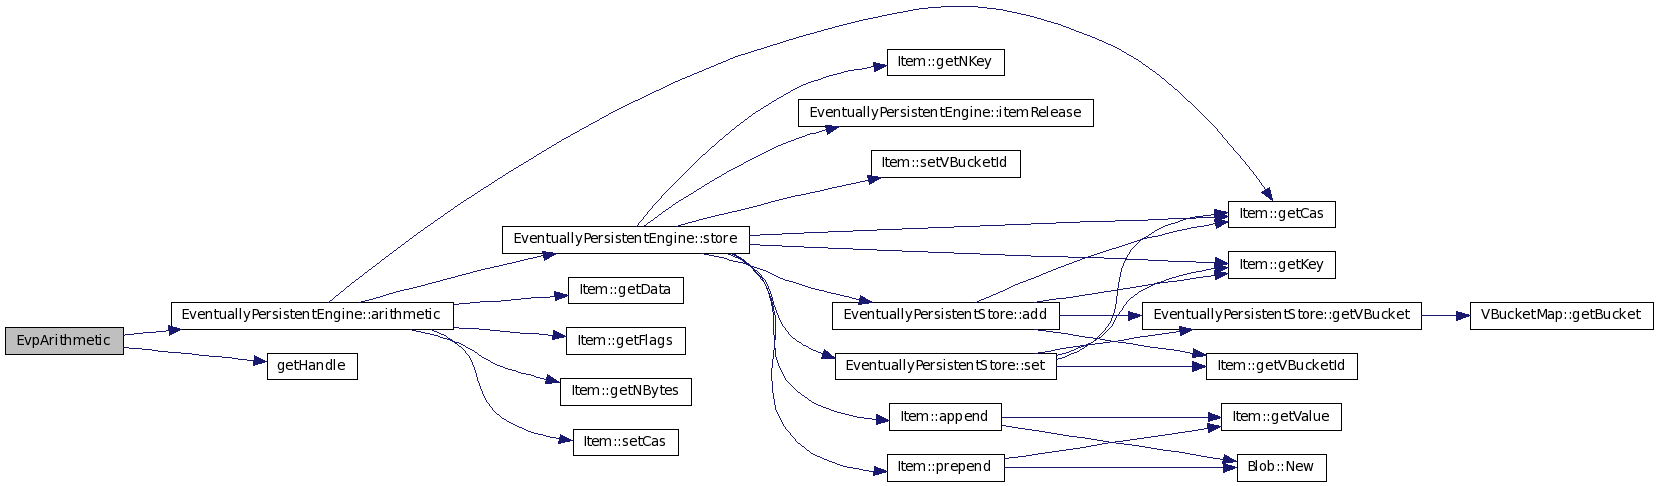 EvpArithmetic
EventuallyPersistentEngine::arithmetic
getHandle
EventuallyPersistentEngine::store
Item::getData
Item::getFlags
Item::getNBytes
Item::setCas
Item::getNKey
EventuallyPersistentEngine::itemRelease
Item::setVBucketId
EventuallyPersistentStore::add
EventuallyPersistentStore::set
Item::append
Item::prepend
Item::getCas
Item::getKey
EventuallyPersistentStore::getVBucket
Item::getVBucketId
Item::getValue
Blob::New
VBucketMap::getBucket